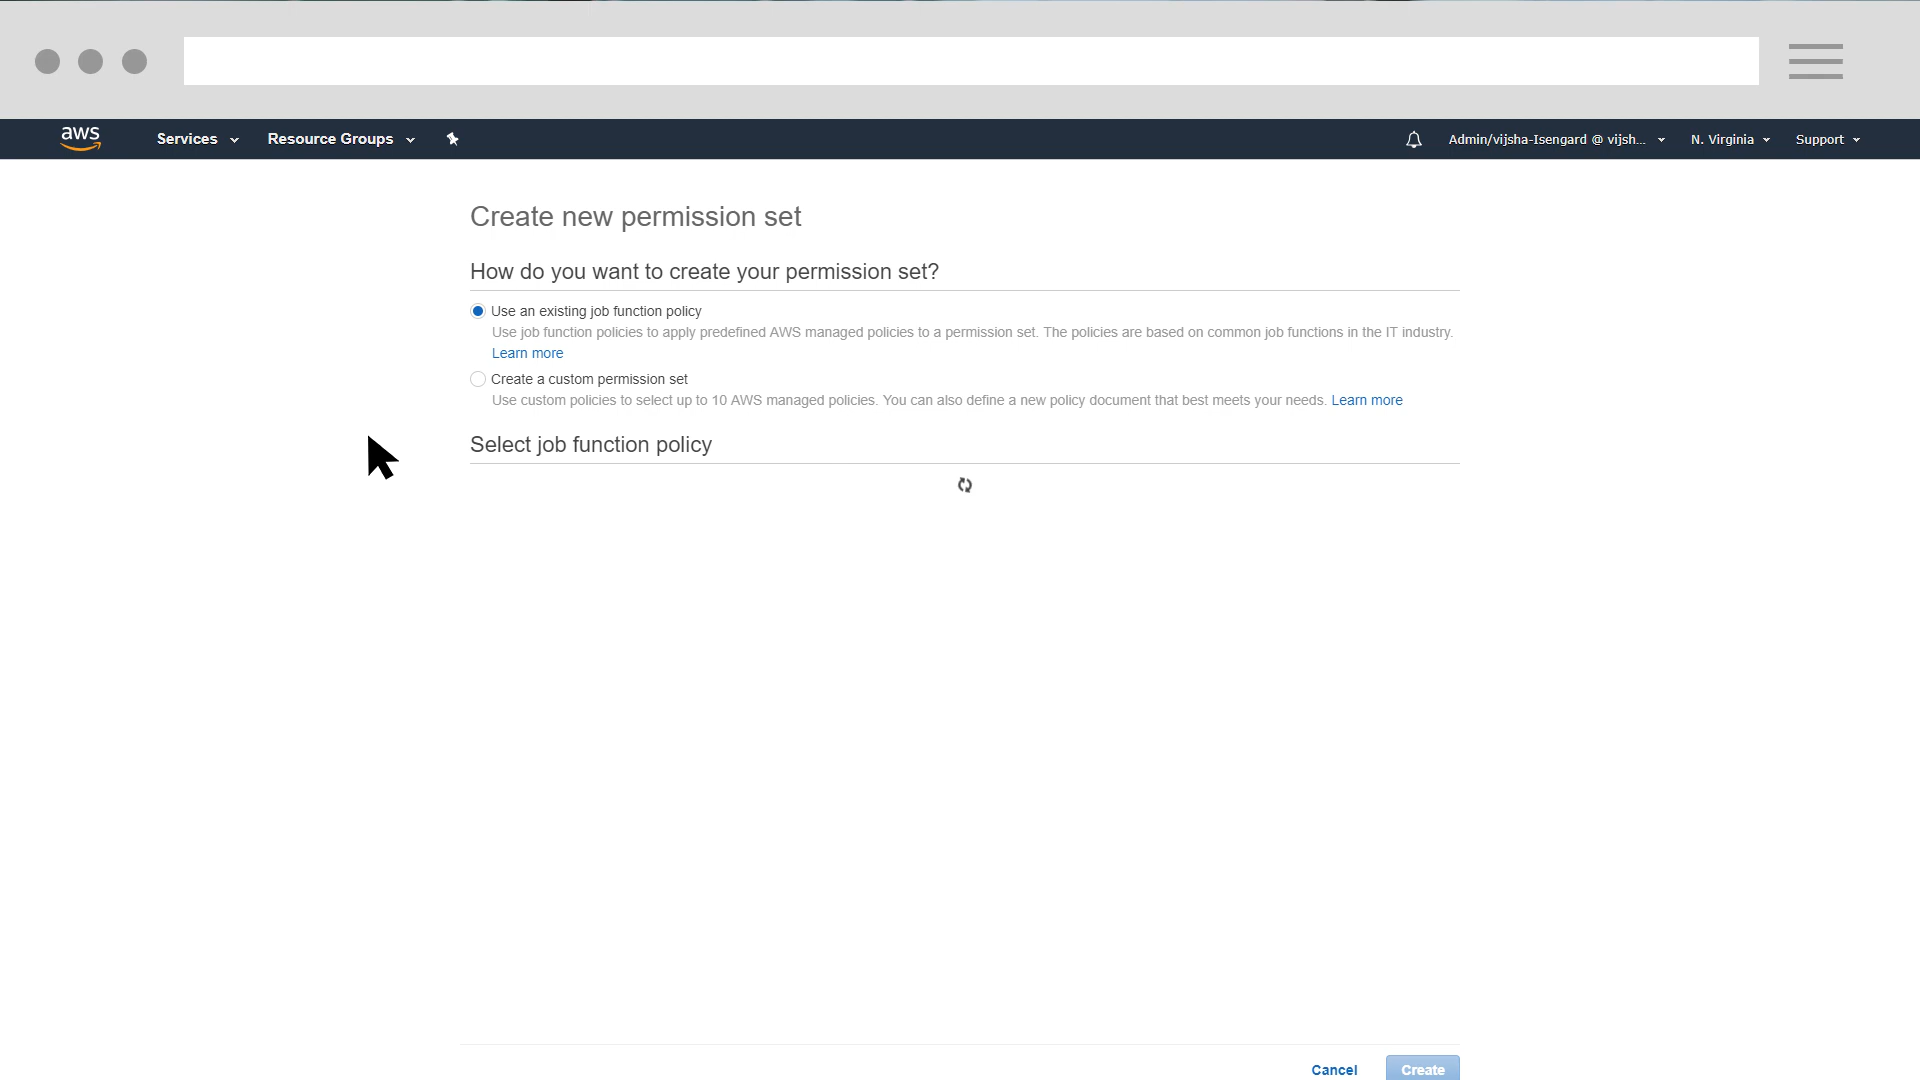 aws Services Resource Groups Admin/vijsha-Isengard @ vijsh... N. Virginia Support
Create new permission set
How do you want to create your permission set?
Use an existing job function policy
Use job function policies to apply predefined AWS managed policies to a permission set. The policies are based on common job functions in the IT industry.
Learn more
Create a custom permission set
Use custom policies to select up to 10 AWS managed policies. You can also define a new policy document that best meets your needs. Learn more
Select job function policy
Cancel Create